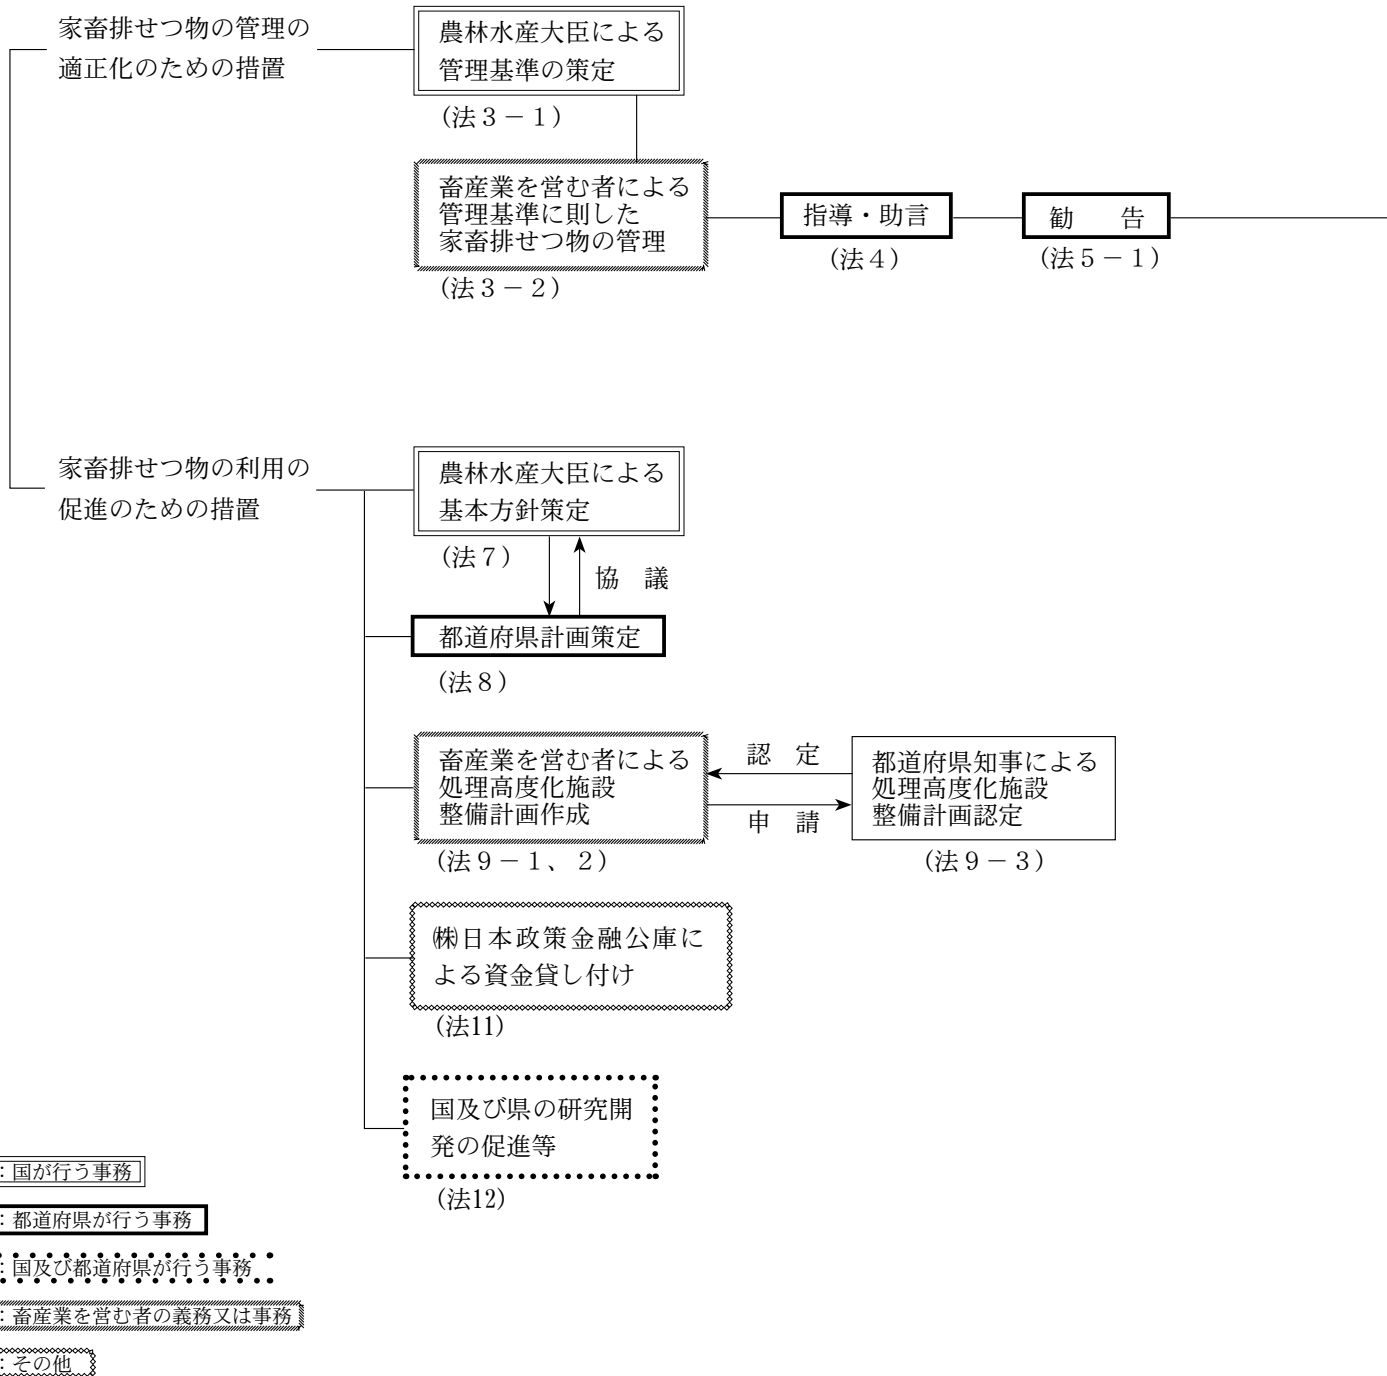 家畜排せつ物の管理の
適正化のための措置
農林水産大臣による
管理基準の策定
(法３－１)
畜産業を営む者による
管理基準に則した
家畜排せつ物の管理
(法３－２)
指導・助言
(法４)
勧　告
(法５－１)
家畜排せつ物の利用の
促進のための措置
農林水産大臣による
基本方針策定
(法７)
協　議
都道府県計画策定
(法８)
畜産業を営む者による
処理高度化施設
整備計画作成
(法９－１、２)
認　定
申　請
都道府県知事による
処理高度化施設
整備計画認定
(法９－３)
㈱日本政策金融公庫に
よる資金貸し付け
(法11)
国及び県の研究開
発の促進等
(法12)
：国が行う事務
：都道府県が行う事務
：国及び都道府県が行う事務
：畜産業を営む者の義務又は事務
：その他